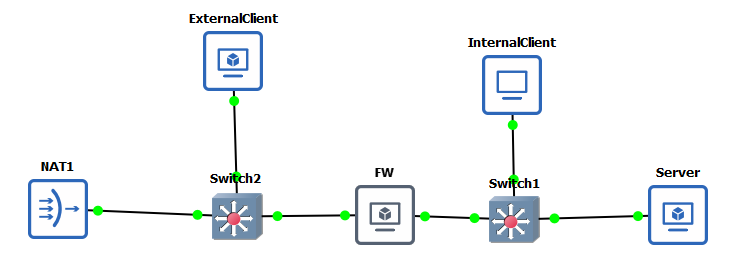 ExternalClient
InternalClient
NAT1
Switch2
FW
Switch1
Server